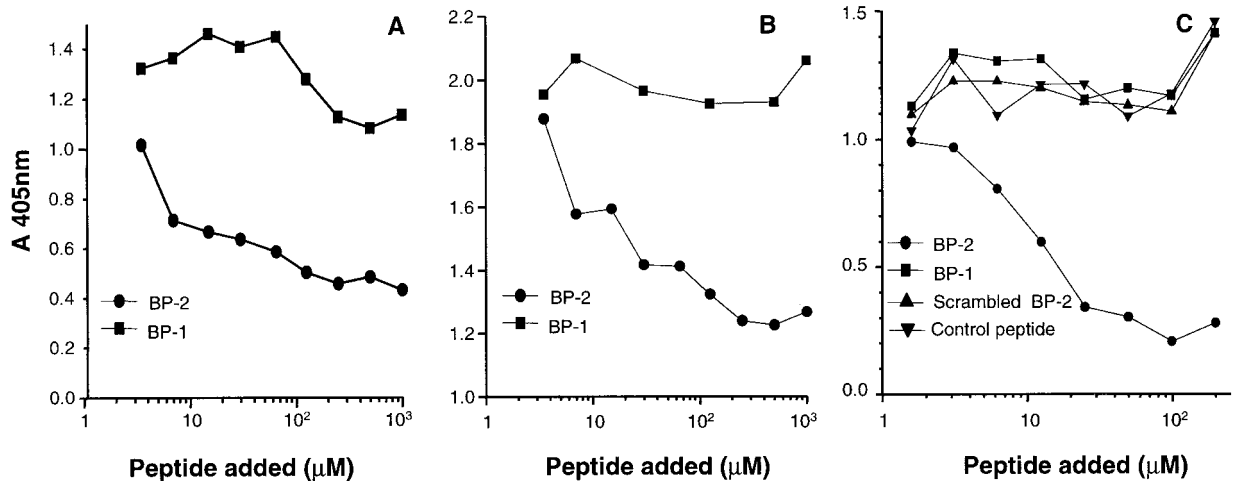 A
1.4
1.2
1.0
0.8
0.6
0.4
0.2
0.0
BP-2
BP-1
1
10
10²
10³
A 405nm
Peptide added (μM)
B
2.2
2.0
1.8
1.6
1.4
1.2
1.0
BP-2
BP-1
1
10
10²
10³
Peptide added (μM)
C
1.5
1.0
0.5
0.0
BP-2
BP-1
Scrambled BP-2
Control peptide
1
10
10²
Peptide added (μM)